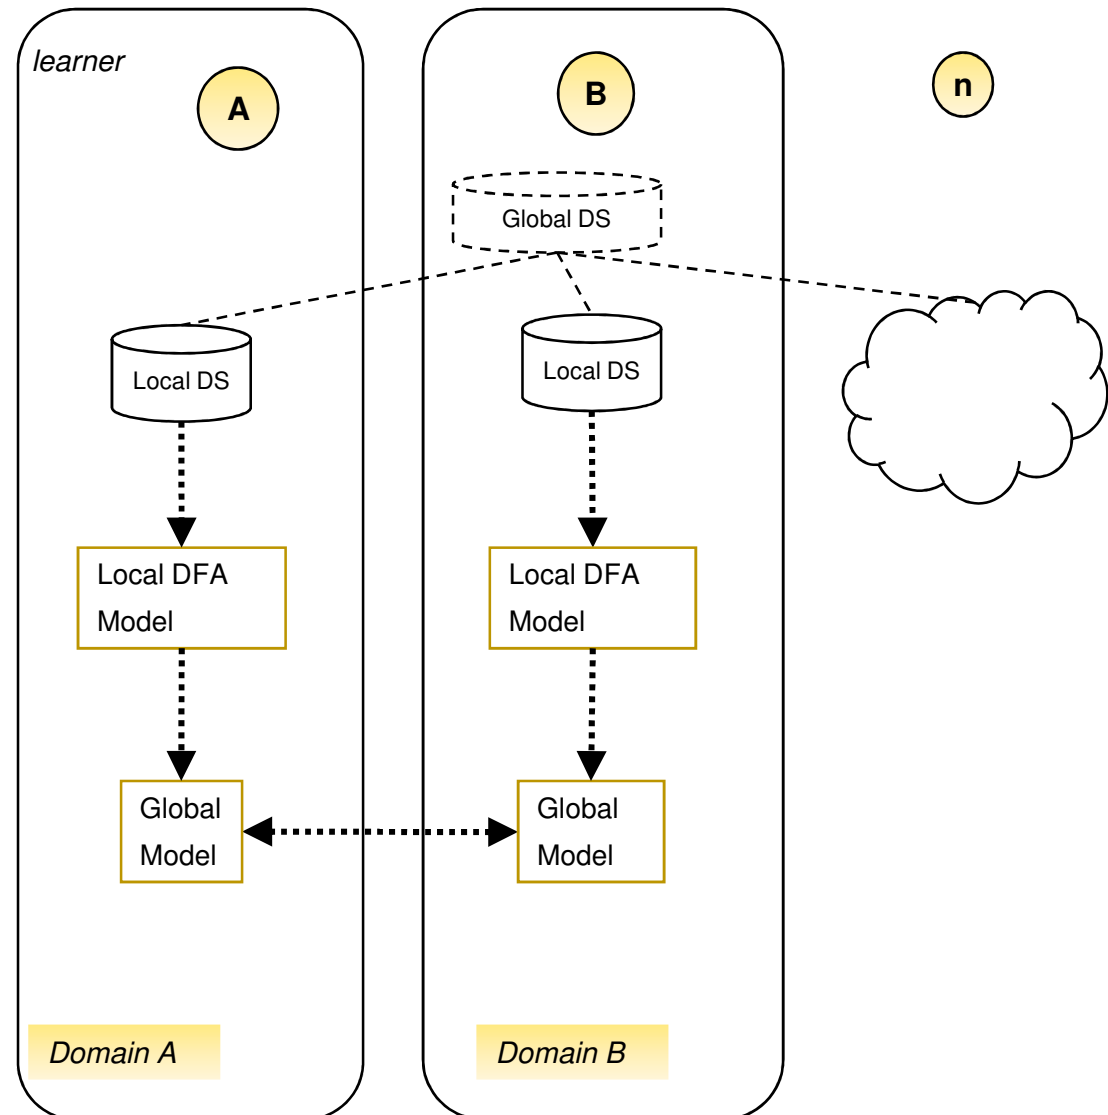 learner
A
B
n
Global DS
Local DS
Local DS
Local DFA
Model
Local DFA
Model
Global
Model
Global
Model
Domain A
Domain B